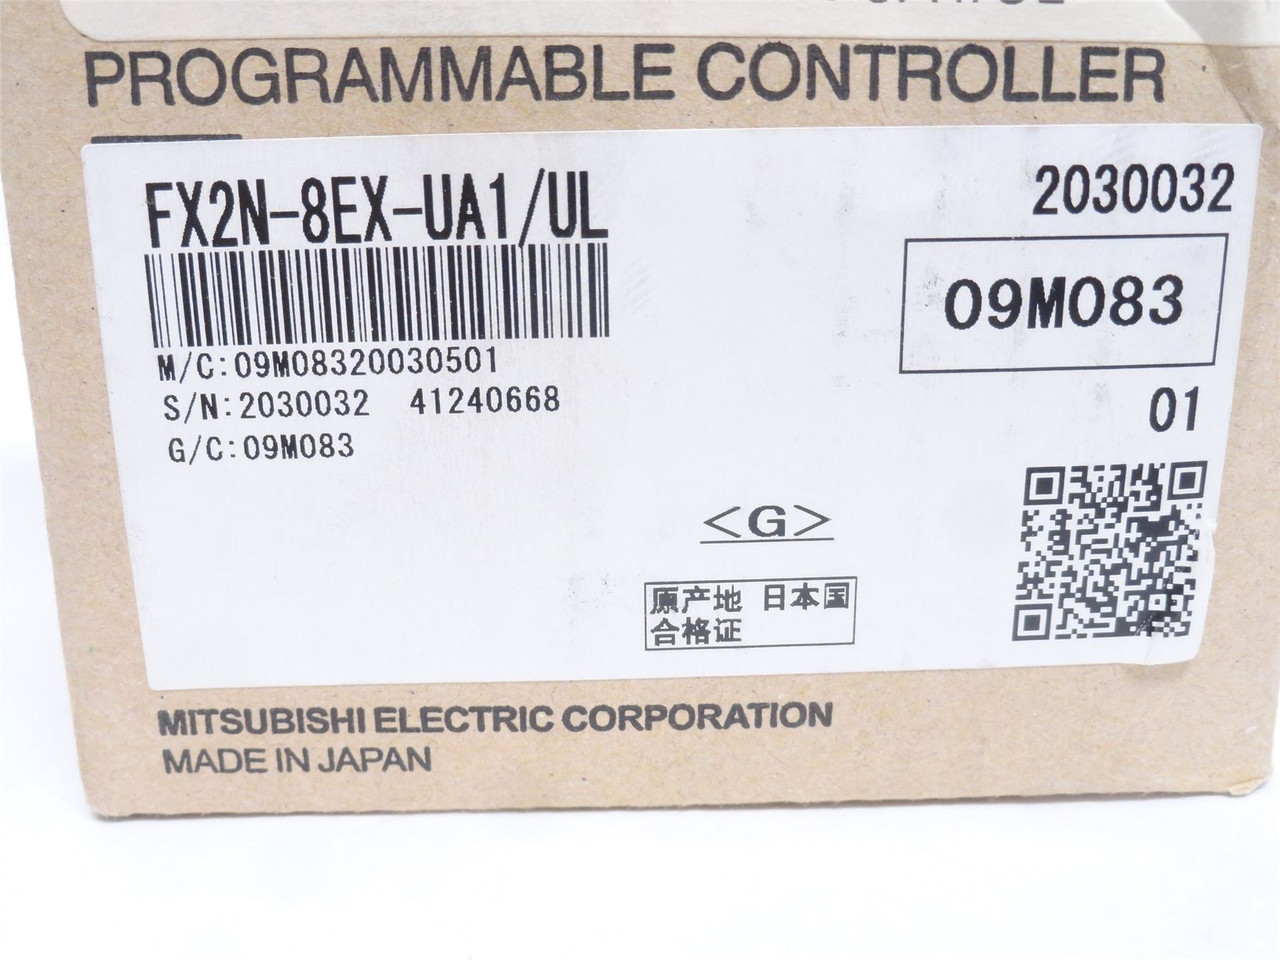 PROGRAMMABLE CONTROLLER
FX2N-8EX-UA1/UL
2030032
09M083
M/C:09M08320030501
S/N:2030032 41240668
01
G/C:09M083
<G>
原产地 日本国
合格证
MITSUBISHI ELECTRIC CORPORATION
MADE IN JAPAN